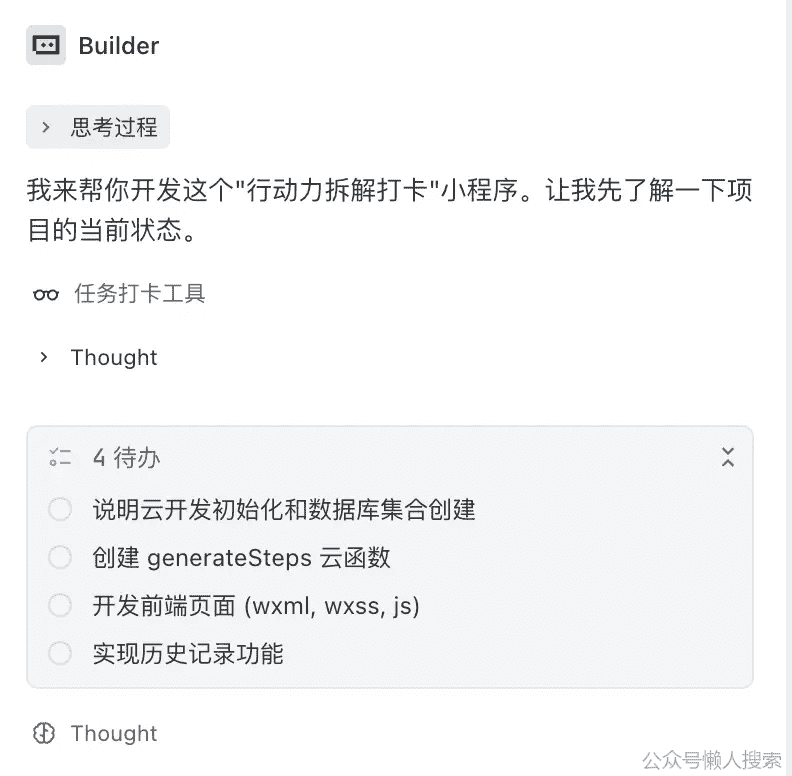 Builder
思考过程
我来帮你开发这个"行动力拆解打卡"小程序。让我先了解一下项
目的当前状态。
任务打卡工具
Thought
4 待办
说明云开发初始化和数据库集合创建
创建 generateSteps 云函数
开发前端页面 (wxml, wxss, js)
实现历史记录功能
Thought
公众号懒人搜索